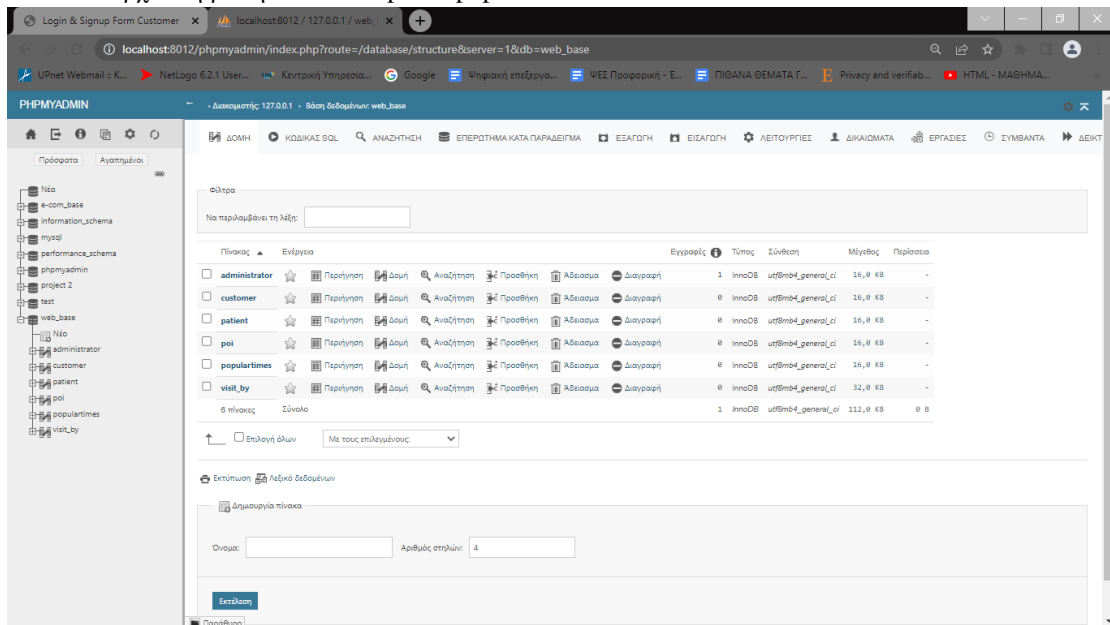 Login & Signup Form Customer
localhost:8012 / 127.0.0.1 / web_
localhost:8012/phpmyadmin/index.php?route=/database/structure&server=1&db=web_base
UPnet Webmail :: K... NetLogo 6.2.1 User... Κεντρική Υπηρεσία... Google Ψηφιακή επεξεργα... ΨΕΣ Προφορική - Έ... ΠΙΘΑΝΑ ΘΕΜΑΤΑ Γ... Privacy and verifiab... HTML - ΜΑΘΗΜΑ...
PHPMYADMIN
Διακομιστής: 127.0.0.1 Βάση δεδομένων: web_base
ΔΟΜΗ ΚΩΔΙΚΑΣ SQL ΑΝΑΖΗΤΗΣΗ ΕΠΕΡΩΤΗΜΑ ΚΑΤΑ ΠΑΡΑΔΕΙΓΜΑ ΕΞΑΓΩΓΗ ΕΙΣΑΓΩΓΗ ΛΕΙΤΟΥΡΓΙΕΣ ΔΙΚΑΙΩΜΑΤΑ ΕΡΓΑΣΙΕΣ ΣΥΜΒΑΝΤΑ ΔΕΙΚΤ
Πρόσφατα Αγαπημένοι
Νέα
e-com_base
information_schema
mysql
performance_schema
phpmyadmin
project 2
test
web_base
Νέο
administrator
customer
patient
poi
populartimes
visit_by
Φίλτρα
Να περιλαμβάνει τη λέξη:
Πίνακας Ενέργεια Εγγραφές Τύπος Σύνθεση Μέγεθος Περίσσεια
administrator Περιήγηση Δομή Αναζήτηση Προσθήκη Άδειασμα Διαγραφή 1 InnoDB utf8mb4_general_ci 16,0 KB -
customer Περιήγηση Δομή Αναζήτηση Προσθήκη Άδειασμα Διαγραφή 0 InnoDB utf8mb4_general_ci 16,0 KB -
patient Περιήγηση Δομή Αναζήτηση Προσθήκη Άδειασμα Διαγραφή 0 InnoDB utf8mb4_general_ci 16,0 KB -
poi Περιήγηση Δομή Αναζήτηση Προσθήκη Άδειασμα Διαγραφή 0 InnoDB utf8mb4_general_ci 16,0 KB -
populartimes Περιήγηση Δομή Αναζήτηση Προσθήκη Άδειασμα Διαγραφή 0 InnoDB utf8mb4_general_ci 16,0 KB -
visit_by Περιήγηση Δομή Αναζήτηση Προσθήκη Άδειασμα Διαγραφή 0 InnoDB utf8mb4_general_ci 32,0 KB -
6 πίνακες Σύνολο 1 InnoDB utf8mb4_general_ci 112,0 KB 0 B
Επιλογή όλων Με τους επιλεγμένους:
Εκτύπωση Λεξικό δεδομένων
Δημιουργία πίνακα
Όνομα: Αριθμός στηλών: 4
Εκτέλεση